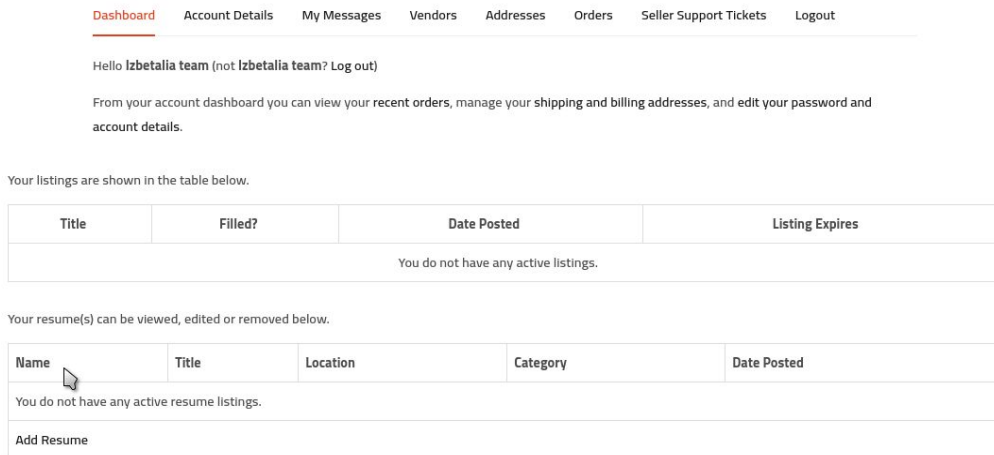 Dashboard Account Details My Messages Vendors Addresses Orders Seller Support Tickets Logout
Hello lzbetalia team (not lzbetalia team? Log out)
From your account dashboard you can view your recent orders, manage your shipping and billing addresses, and edit your password and
account details.
Your listings are shown in the table below.
Title Filled? Date Posted Listing Expires
You do not have any active listings.
Your resume(s) can be viewed, edited or removed below.
Name Title Location Category Date Posted
You do not have any active resume listings.
Add Resume